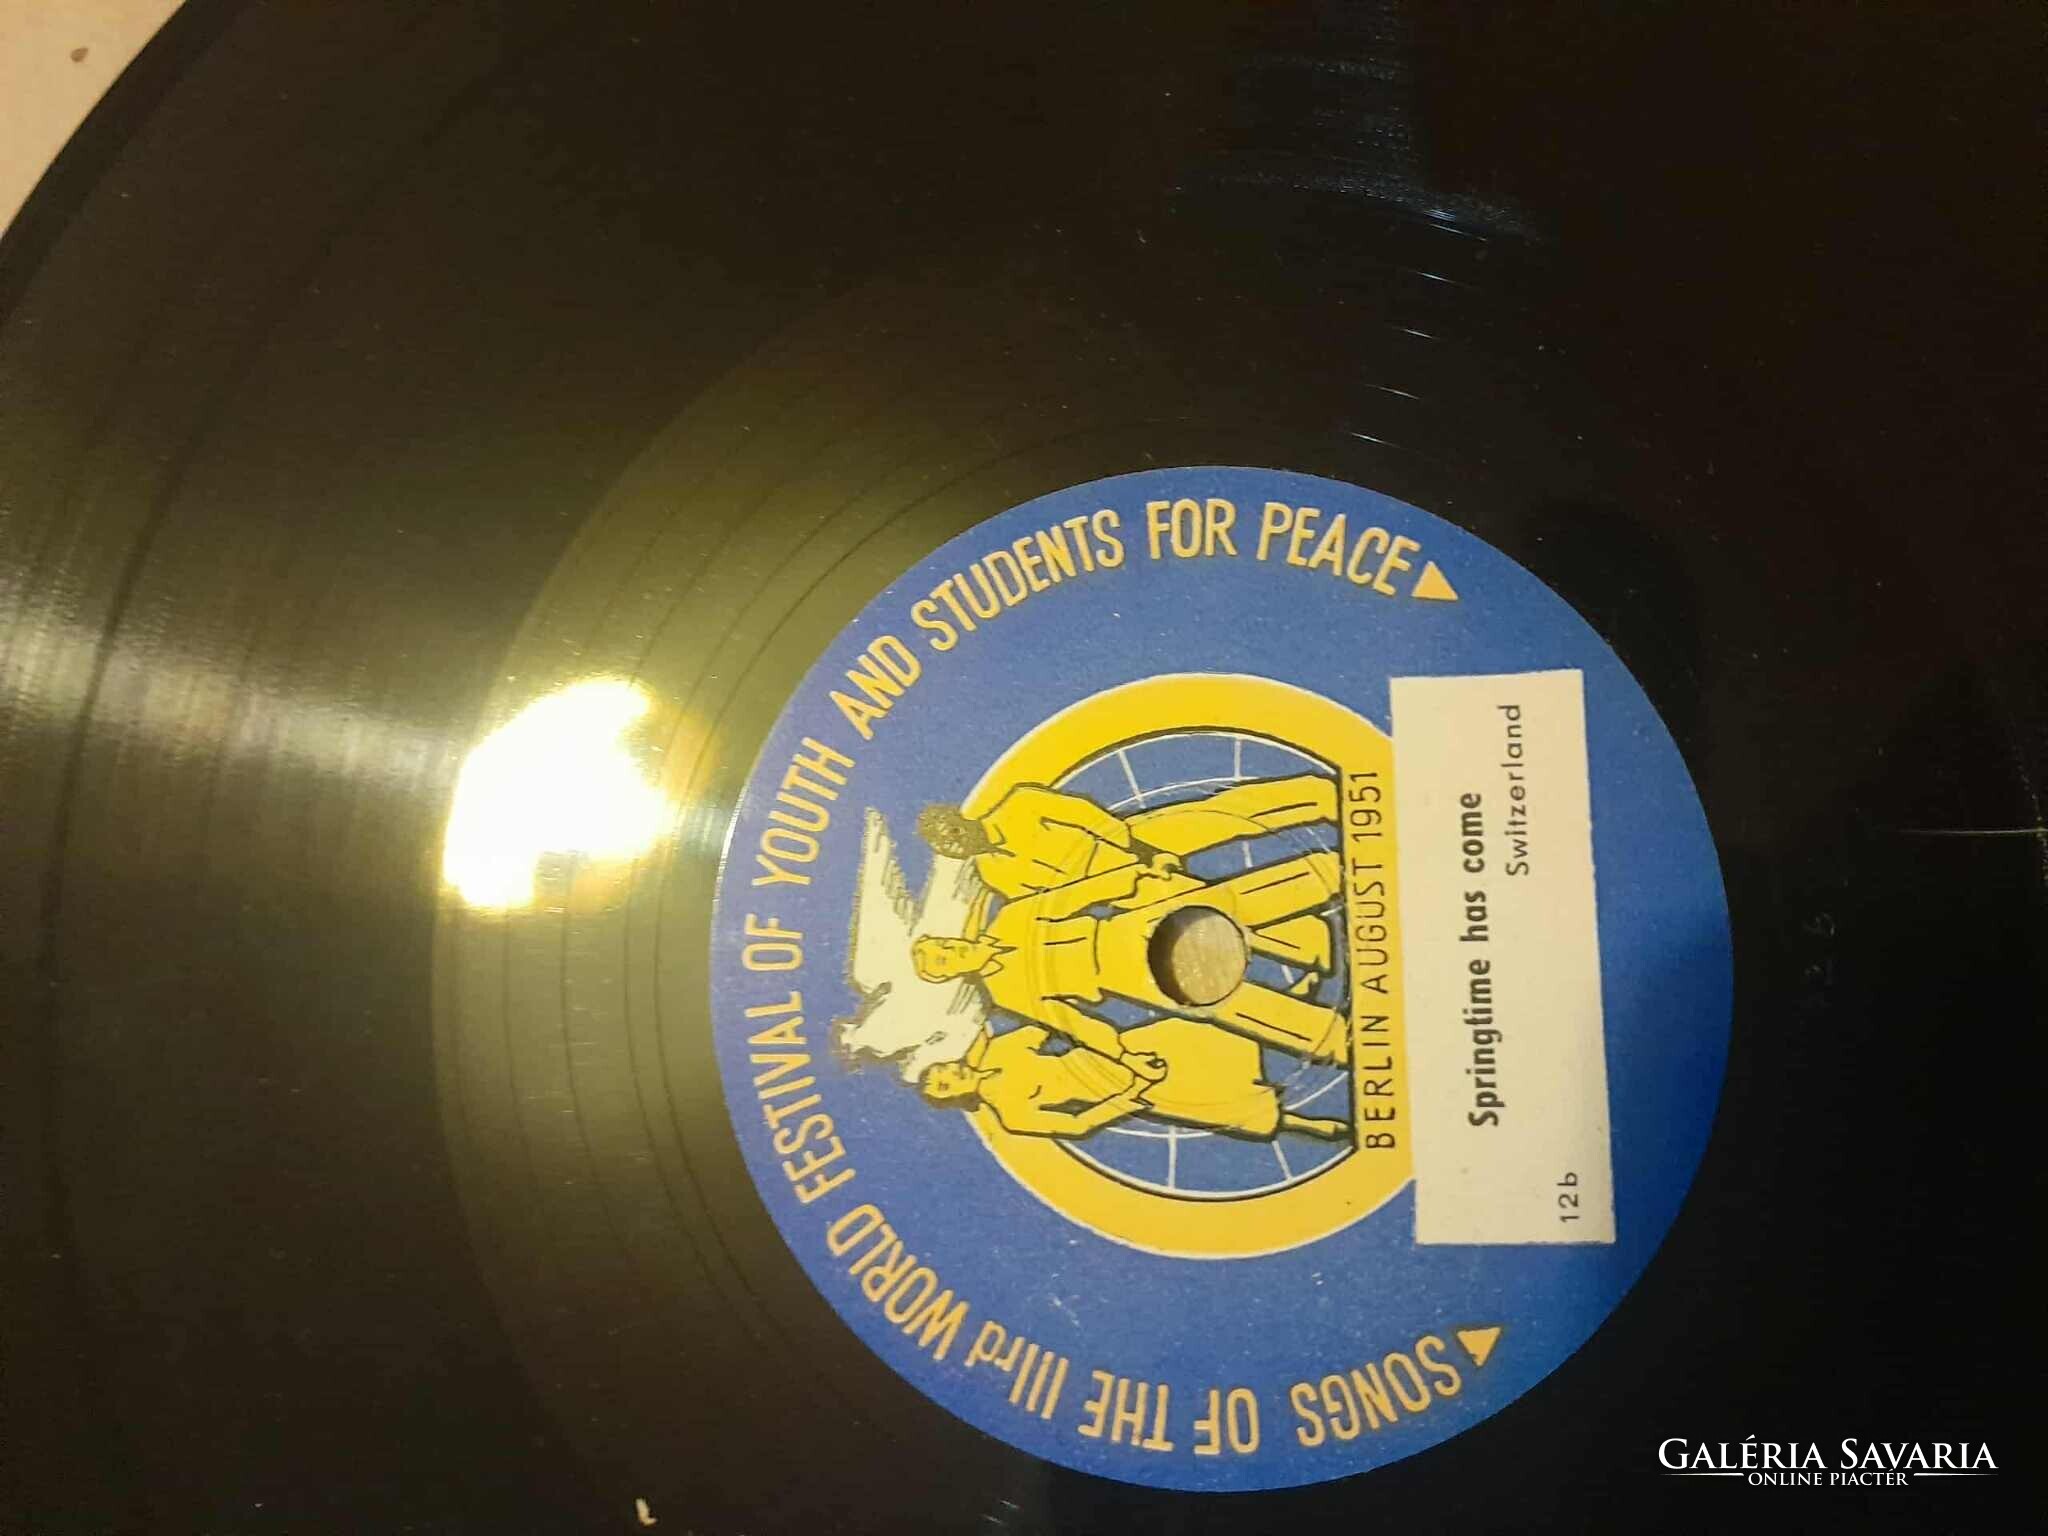 SONGS OF THE IIIrd WORLD FESTIVAL OF YOUTH AND STUDENTS FOR PEACE
BERLIN AUGUST 1951
Springtime has come
Switzerland
12b
GALÉRIA SAVARIA
ONLINE PIACTÉR